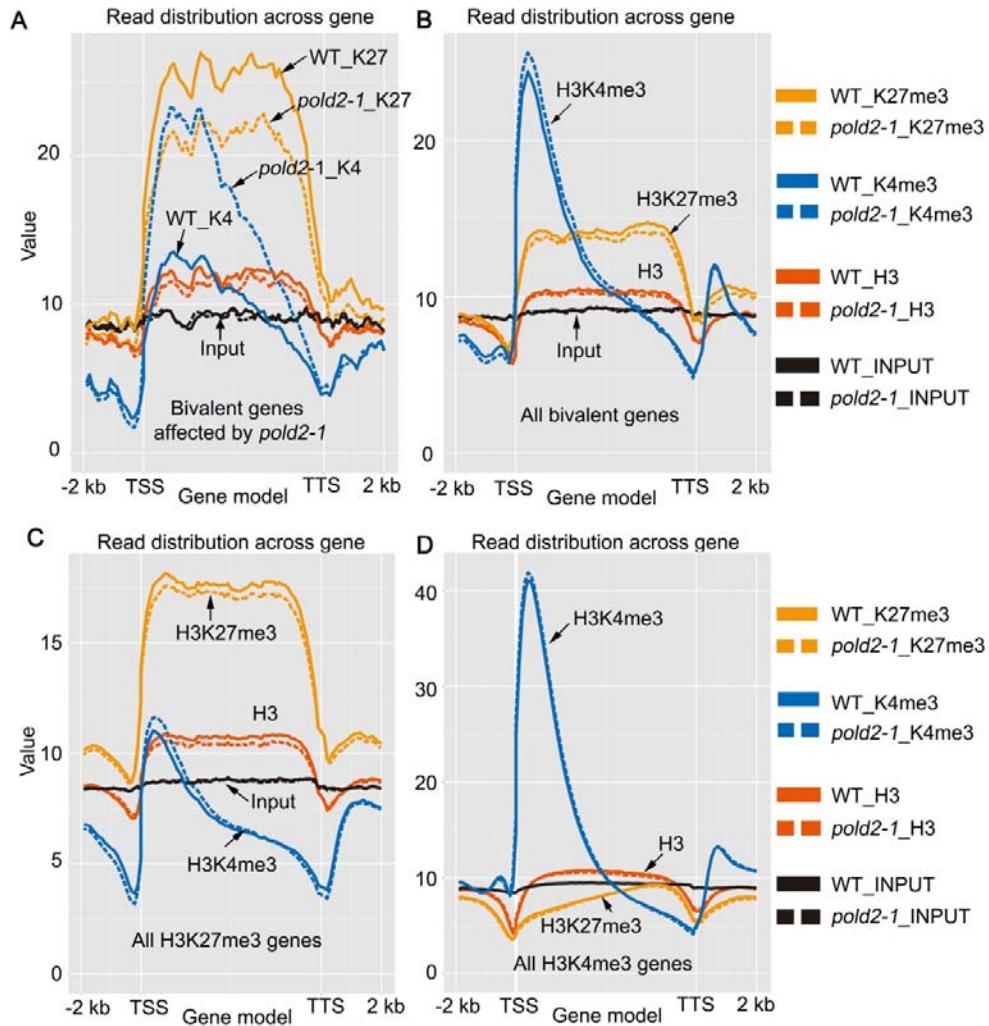 A
Read distribution across gene
WT_K27
pold2-1_K27
pold2-1_K4
WT_K4
Input
Bivalent genes
affected by pold2-1
Value
20
10
0
-2 kb
TSS
TTS
2 kb
Gene model
B
Read distribution across gene
H3K4me3
H3K27me3
H3
Input
All bivalent genes
20
10
0
-2 kb
TSS
TTS
2 kb
Gene model
WT_K27me3
pold2-1_K27me3
WT_K4me3
pold2-1_K4me3
WT_H3
pold2-1_H3
WT_INPUT
pold2-1_INPUT
C
Read distribution across gene
H3K27me3
H3
Input
H3K4me3
All H3K27me3 genes
Value
15
10
5
0
-2 kb
TSS
TTS
2 kb
Gene model
D
Read distribution across gene
H3K4me3
H3
H3K27me3
All H3K4me3 genes
40
30
20
10
0
-2 kb
TSS
TTS
2 kb
Gene model
WT_K27me3
pold2-1_K27me3
WT_K4me3
pold2-1_K4me3
WT_H3
pold2-1_H3
WT_INPUT
pold2-1_INPUT